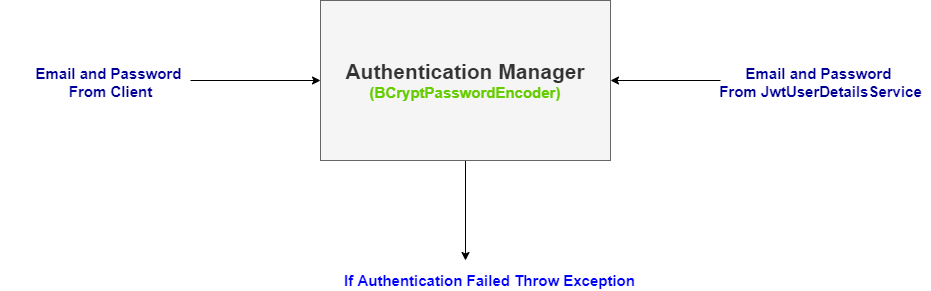 Email and Password
From Client
Authentication Manager
(BCryptPasswordEncoder)
Email and Password
From JwtUserDetailsService
If Authentication Failed Throw Exception